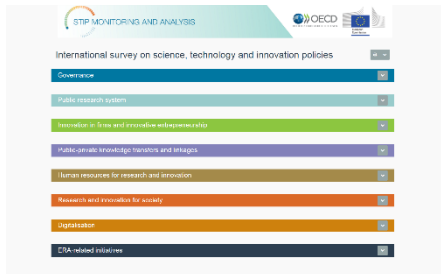 STIP MONITORING AND ANALYSIS
OECD
International survey on science, technology and innovation policies
Governance
Public research system
Innovation in firms and innovative entrepreneurship
Public-private knowledge transfers and linkages
Human resources for research and innovation
Research and innovation for society
Digitalisation
ERA-related initiatives